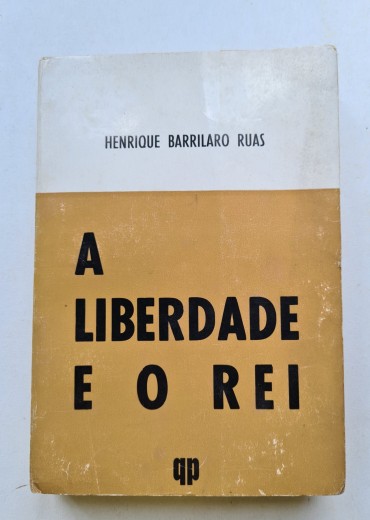 HENRIQUE BARRILARO RUAS
A
LIBERDADE
E O REI
qp